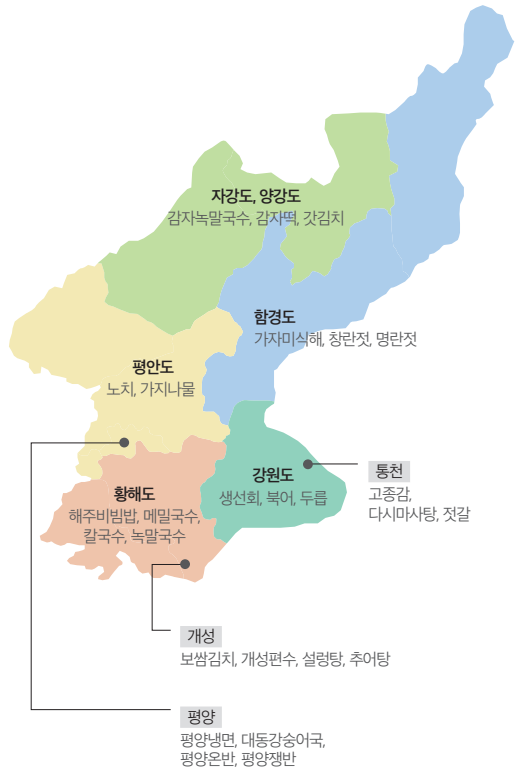 자강도, 양강도
감자녹말국수, 감자떡, 갓김치
함경도
가자미식해, 창란젓, 명란젓
평안도
노치, 가지나물
강원도
생선회, 북어, 두릅
통천
고종감,
다시마사탕, 젓갈
황해도
해주비빔밥, 메밀국수,
칼국수, 녹말국수
개성
보쌈김치, 개성편수, 설렁탕, 추어탕
평양
평양냉면, 대동강숭어국,
평양온반, 평양쟁반